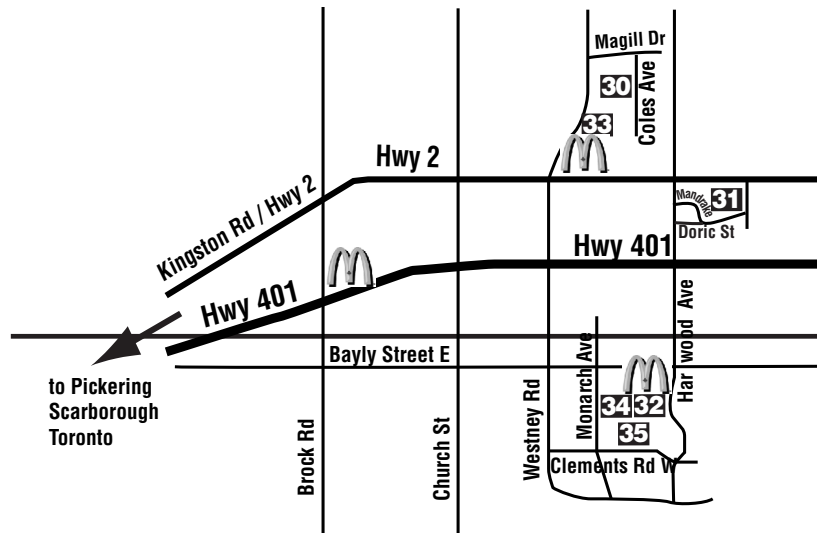 Magill Dr
30
Coles Ave
33
Hwy 2
Kingston Rd / Hwy 2
Mandrake
31
Doric St
Hwy 401
Hwy 401
Harwood Ave
Bayly Street E
Monarch Ave
to Pickering
Scarborough
Toronto
34 32
35
Brock Rd
Church St
Westney Rd
Clements Rd W